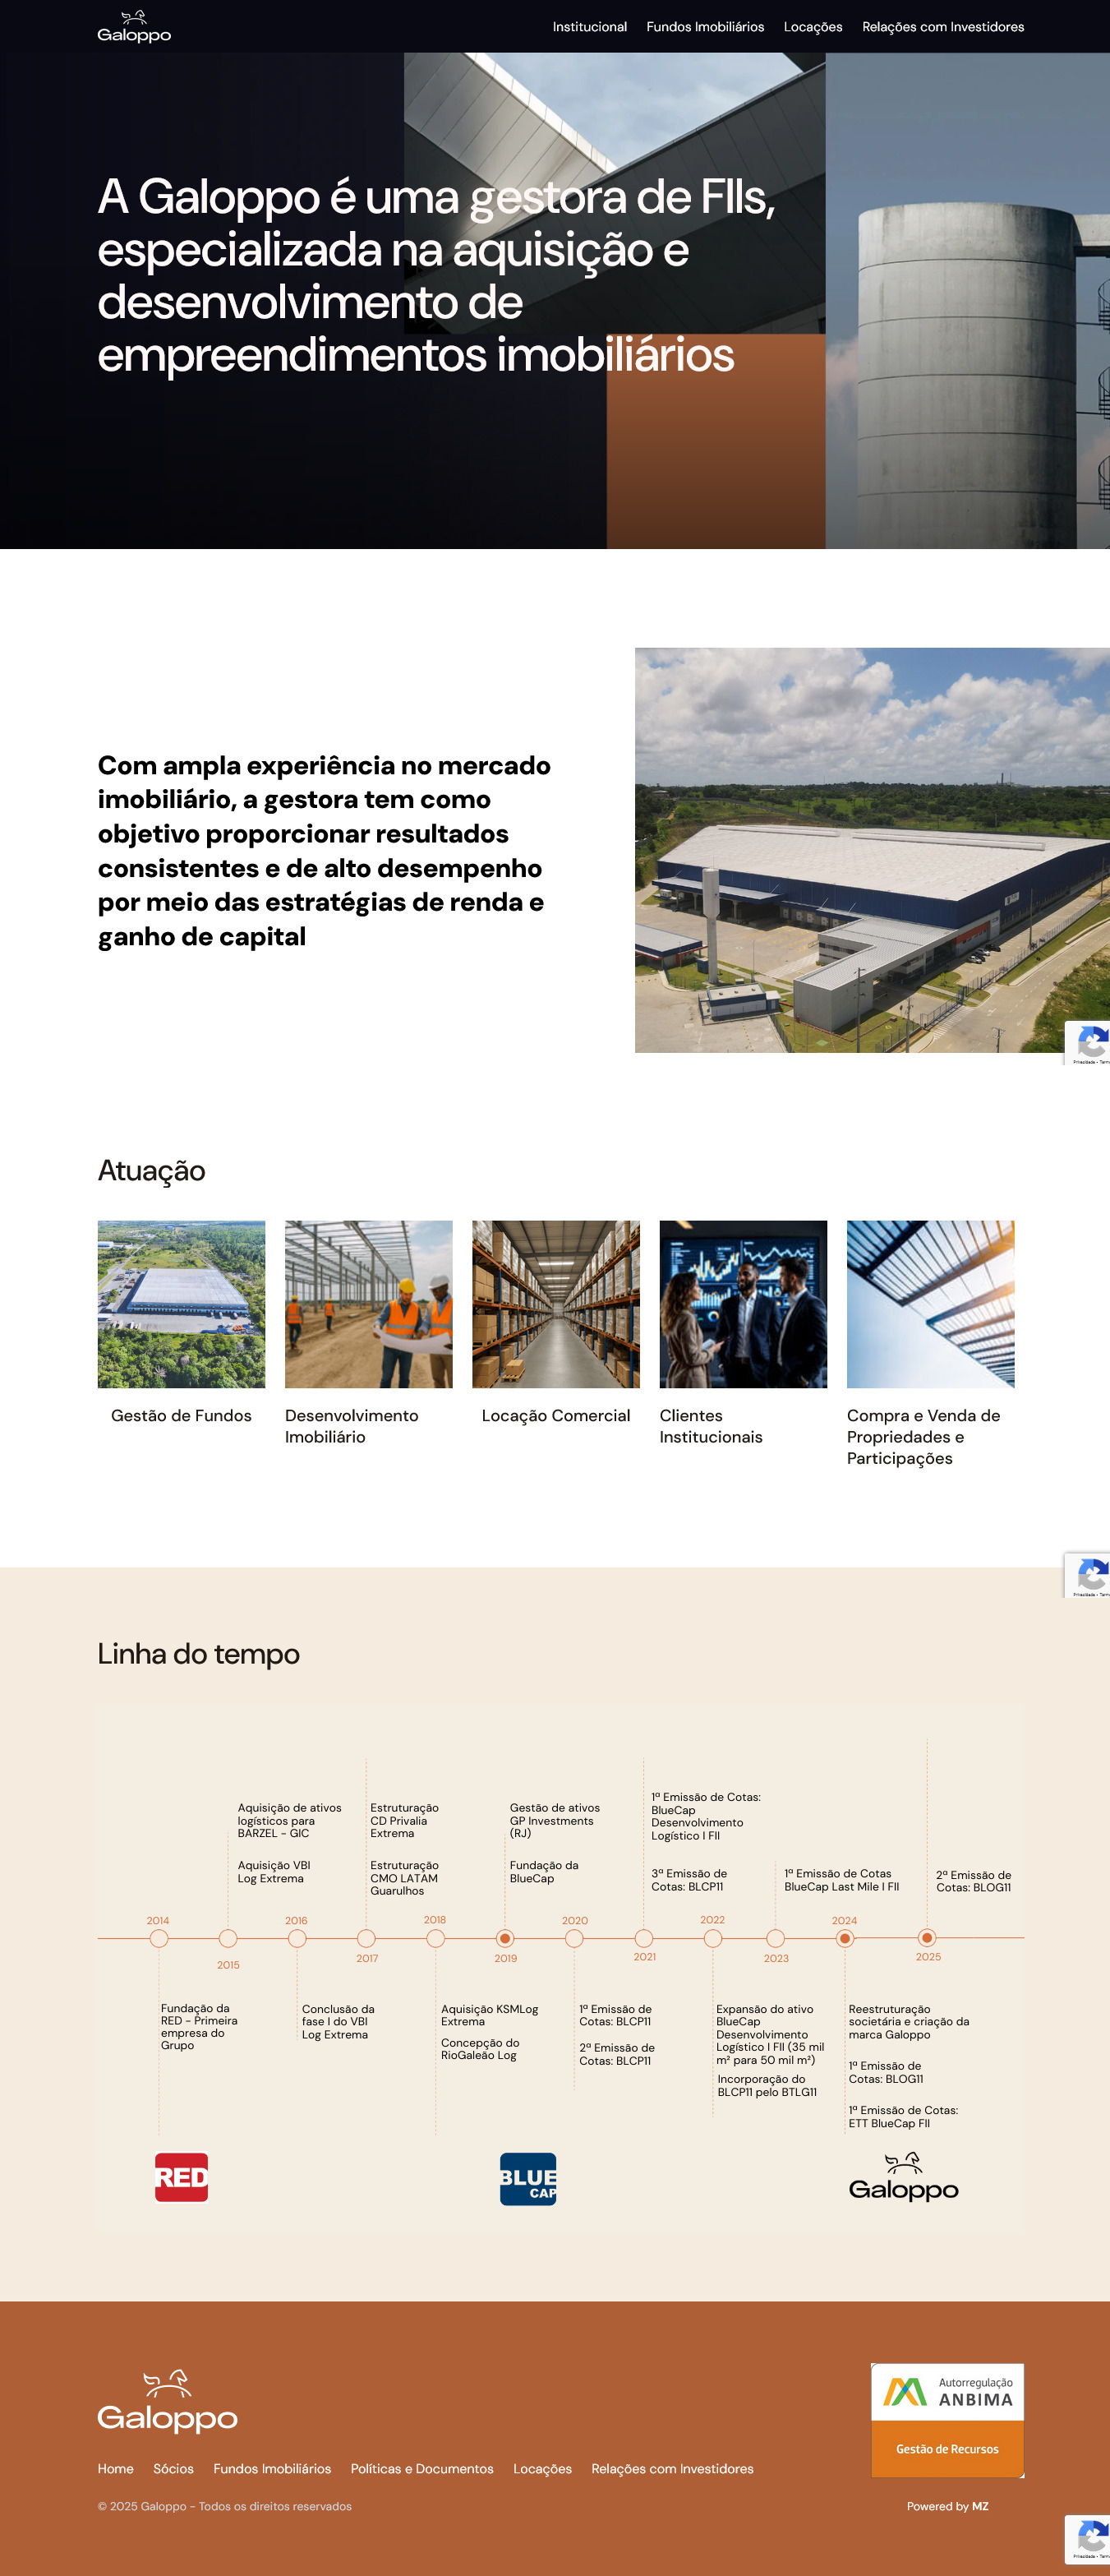 Galoppo
Institucional
Fundos Imobiliários
Locações
Relações com Investidores
A Galoppo é uma gestora de FIIs,
especializada na aquisição e
desenvolvimento de
empreendimentos imobiliários
Com ampla experiência no mercado
imobiliário, a gestora tem como
objetivo proporcionar resultados
consistentes e de alto desempenho
por meio das estratégias de renda e
ganho de capital
Atuação
Gestão de Fundos
Desenvolvimento
Imobiliário
Locação Comercial
Clientes
Institucionais
Compra e Venda de
Propriedades e
Participações
Linha do tempo
2014
Fundação da
RED - Primeira
empresa do
Grupo
RED
Aquisição de ativos
logísticos para
BARZEL - GIC
Aquisição VBI
Log Extrema
2015
2016
Conclusão da
fase I do VBI
Log Extrema
Estruturação
CD Privalia
Extrema
Estruturação
CMO LATAM
Guarulhos
2017
2018
Aquisição KSMLog
Extrema
Concepção do
RioGaleão Log
Gestão de ativos
GP Investments
(RJ)
Fundação da
BlueCap
2019
BLUE
CAP
2020
1ª Emissão de
Cotas: BLCP11
2ª Emissão de
Cotas: BLCP11
1ª Emissão de Cotas:
BlueCap
Desenvolvimento
Logístico I FII
3ª Emissão de
Cotas: BLCP11
2021
2022
Expansão do ativo
BlueCap
Desenvolvimento
Logístico I FII (35 mil
m² para 50 mil m²)
Incorporação do
BLCP11 pelo BTLG11
1ª Emissão de Cotas
BlueCap Last Mile I FII
2023
2024
Reestruturação
societária e criação da
marca Galoppo
1ª Emissão de
Cotas: BLOG11
1ª Emissão de Cotas:
ETT BlueCap FII
Galoppo
2ª Emissão de
Cotas: BLOG11
2025
Galoppo
Home
Sócios
Fundos Imobiliários
Políticas e Documentos
Locações
Relações com Investidores
© 2025 Galoppo - Todos os direitos reservados
Autorregulação
ANBIMA
Gestão de Recursos
Powered by MZ